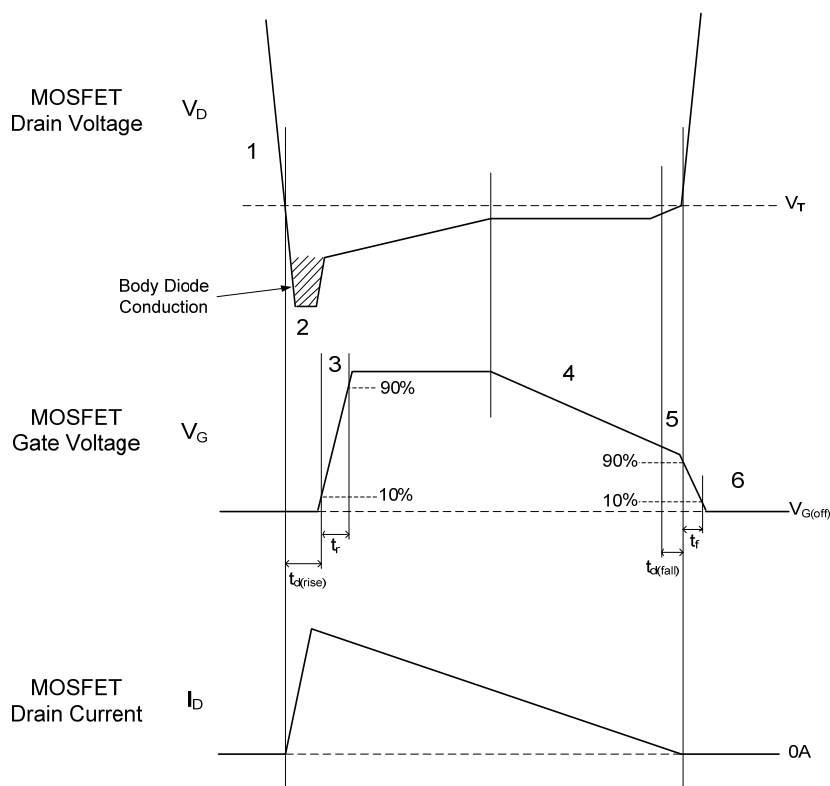 MOSFET
Drain Voltage
V_D
1
V_T
Body Diode
Conduction
2
3
90%
4
MOSFET
Gate Voltage
V_G
5
90%
10%
10%
6
V_G(off)
t_r
t_f
t_d(rise)
t_d(fall)
MOSFET
Drain Current
I_D
0A